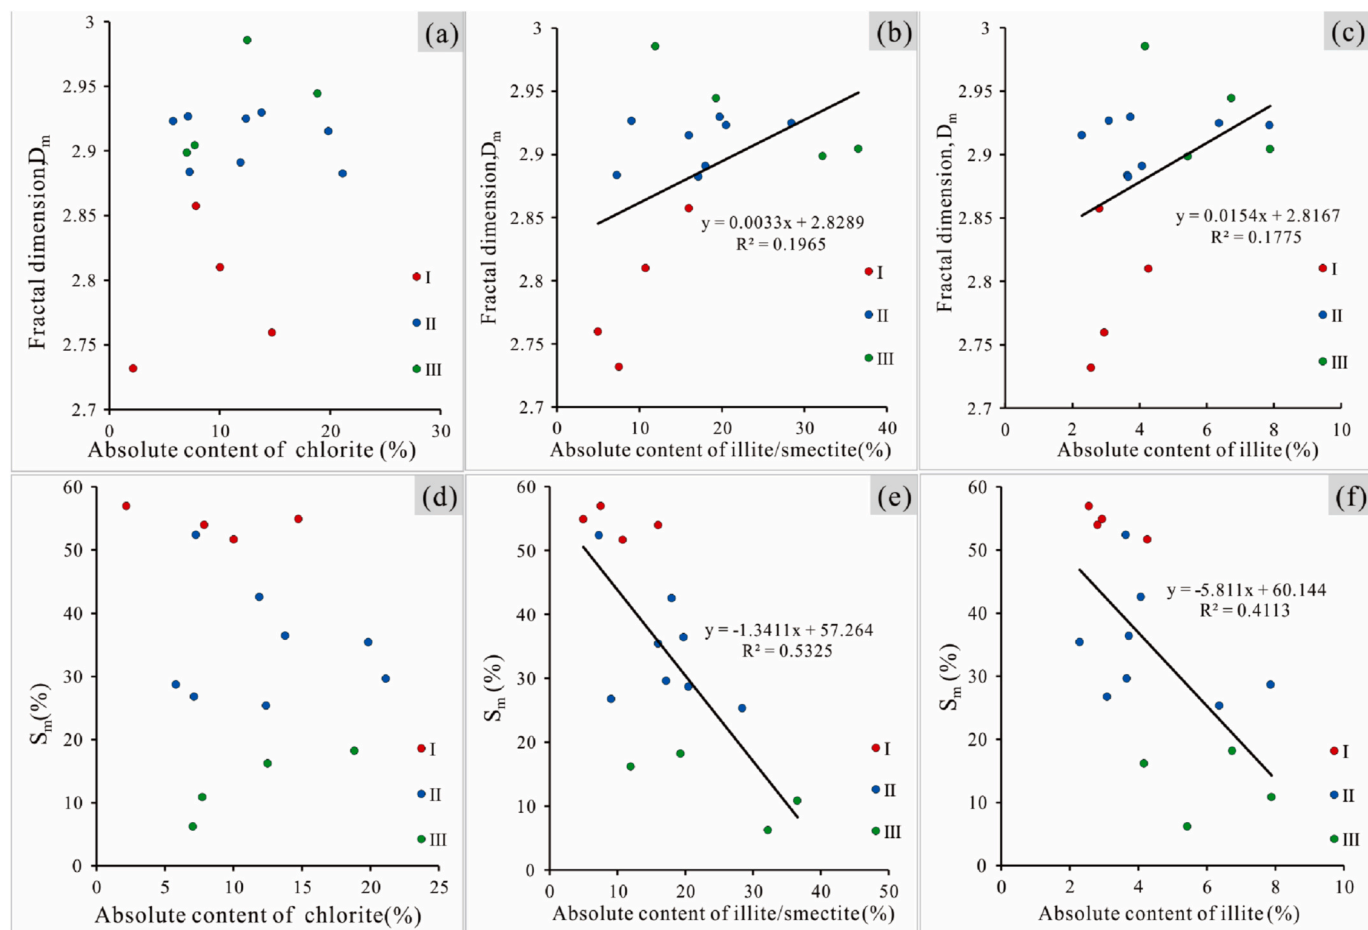 (a)
3
2.95
2.9
2.85
2.8
2.75
2.7
0
10
20
30
Fractal dimension,Dm
Absolute content of chlorite (%)
I
II
III
(b)
3
2.95
2.9
2.85
2.8
2.75
2.7
0
10
20
30
40
Fractal dimension,Dm
Absolute content of illite/smectite(%)
y = 0.0033x + 2.8289
R² = 0.1965
I
II
III
(c)
3
2.95
2.9
2.85
2.8
2.75
2.7
0
2
4
6
8
10
Fractal dimension, Dm
Absolute content of illite(%)
y = 0.0154x + 2.8167
R² = 0.1775
I
II
III
(d)
60
50
40
30
20
10
0
0
5
10
15
20
25
Sm(%)
Absolute content of chlorite(%)
I
II
III
(e)
60
50
40
30
20
10
0
0
10
20
30
40
50
Sm(%)
Absolute content of illite/smectite(%)
y = -1.3411x + 57.264
R² = 0.5325
I
II
III
(f)
60
50
40
30
20
10
0
0
2
4
6
8
10
Sm(%)
Absolute content of illite(%)
y = -5.811x + 60.144
R² = 0.4113
I
II
III